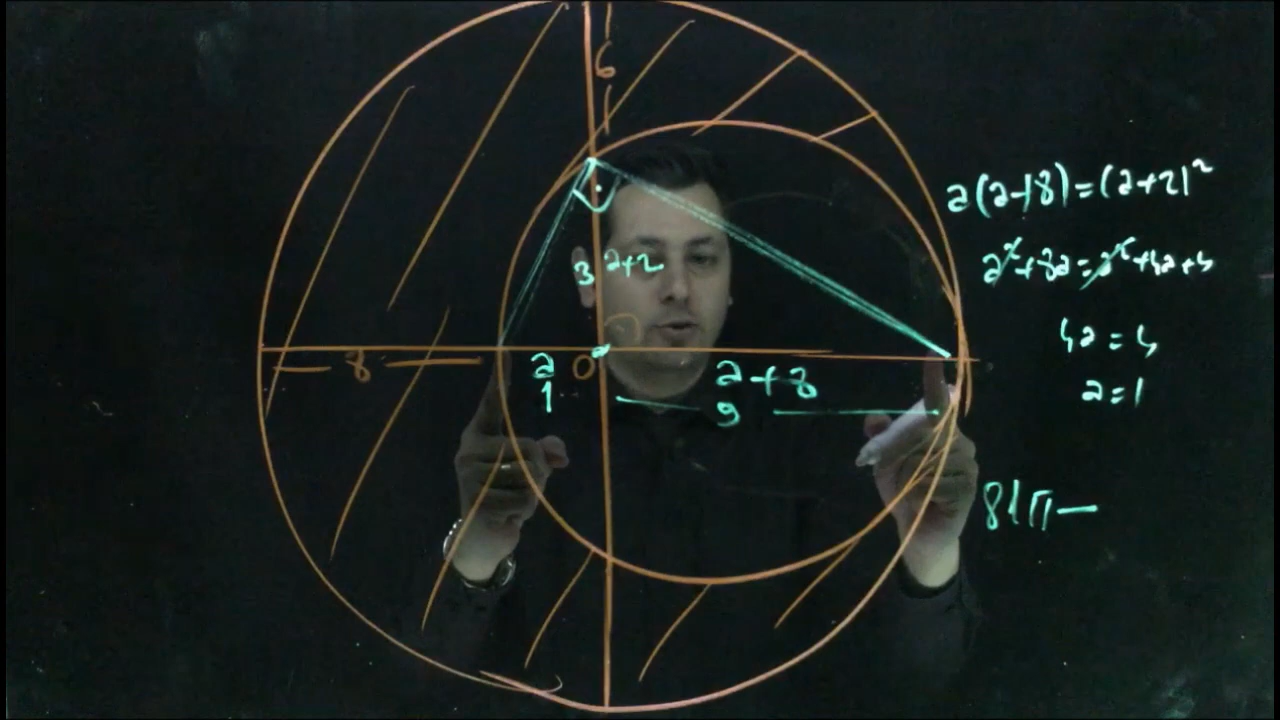 6
a(a+8)=(a+2)²
3 a+2
a²+8a=a²+4a+4
4a=4
8
a
O
a+8
a=1
1
9
81π—